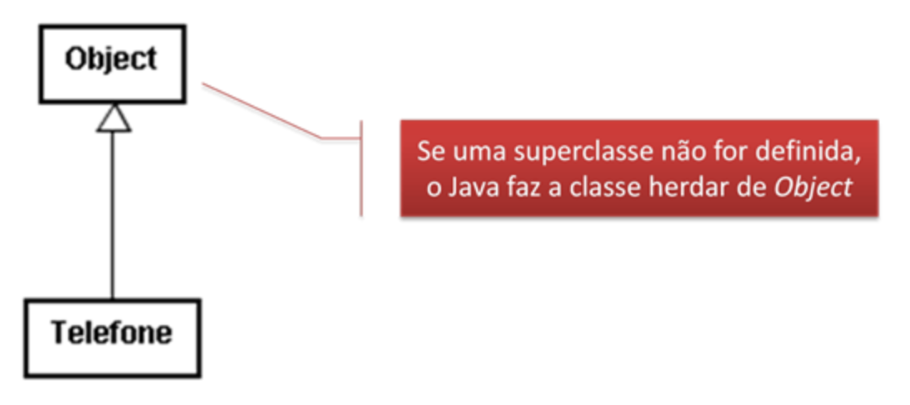 Object
Se uma superclasse não for definida,
o Java faz a classe herdar de Object
Telefone